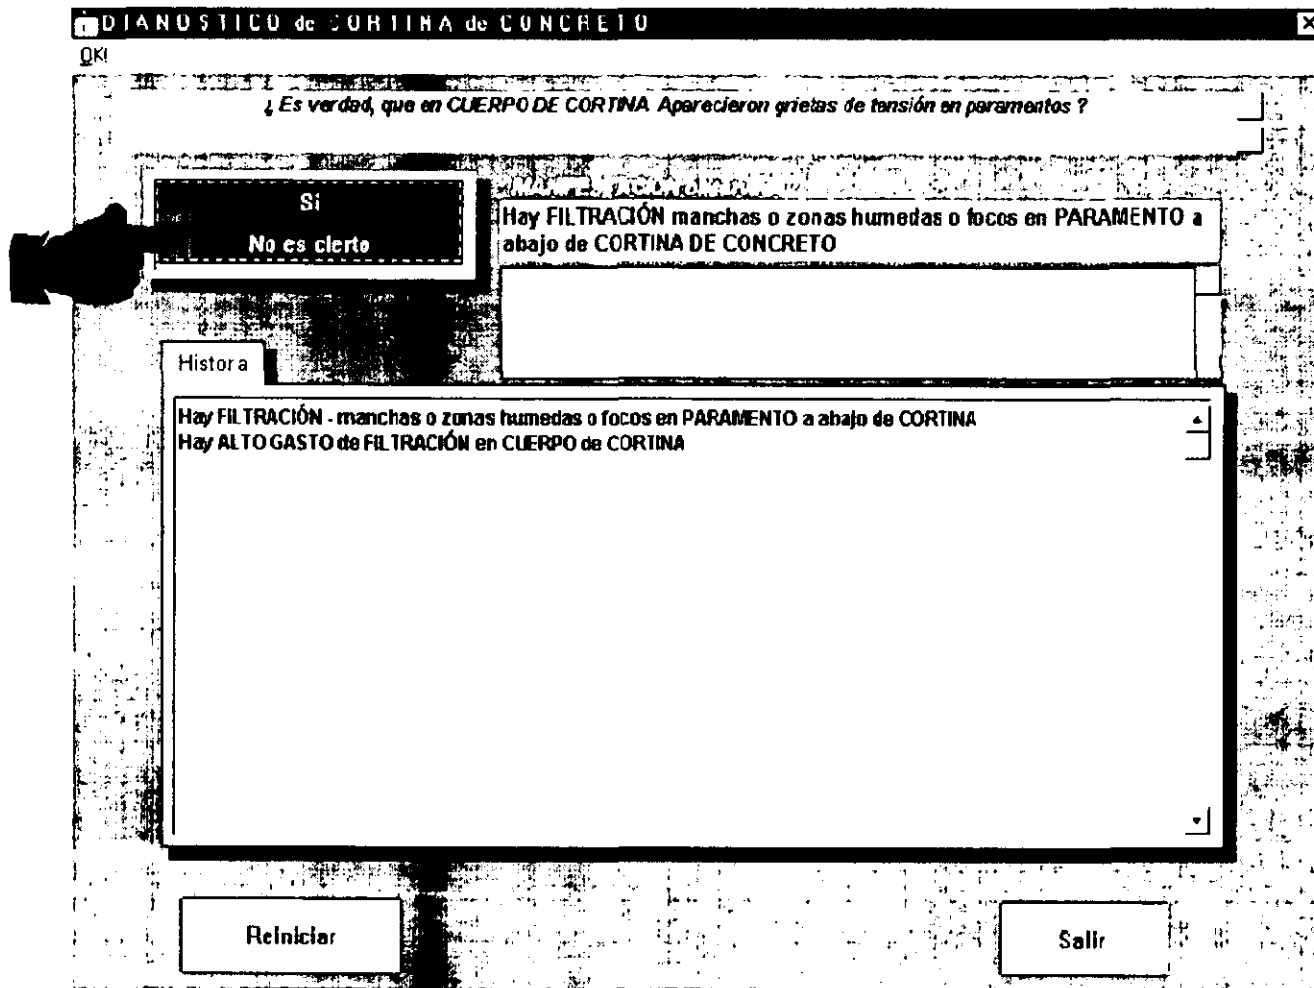 DIANOSTICO de CORTINA de CONCRETO
OK!
¿ Es verdad, que en CUERPO DE CORTINA Aparecieron grietas de tensión en paramentos ?
Si
No es cierto
Hay FILTRACIÓN manchas o zonas humedas o focos en PARAMENTO a
abajo de CORTINA DE CONCRETO
Histora
Hay FILTRACIÓN - manchas o zonas humedas o focos en PARAMENTO a abajo de CORTINA
Hay ALTO GASTO de FILTRACIÓN en CUERPO de CORTINA
Reiniciar
Salir